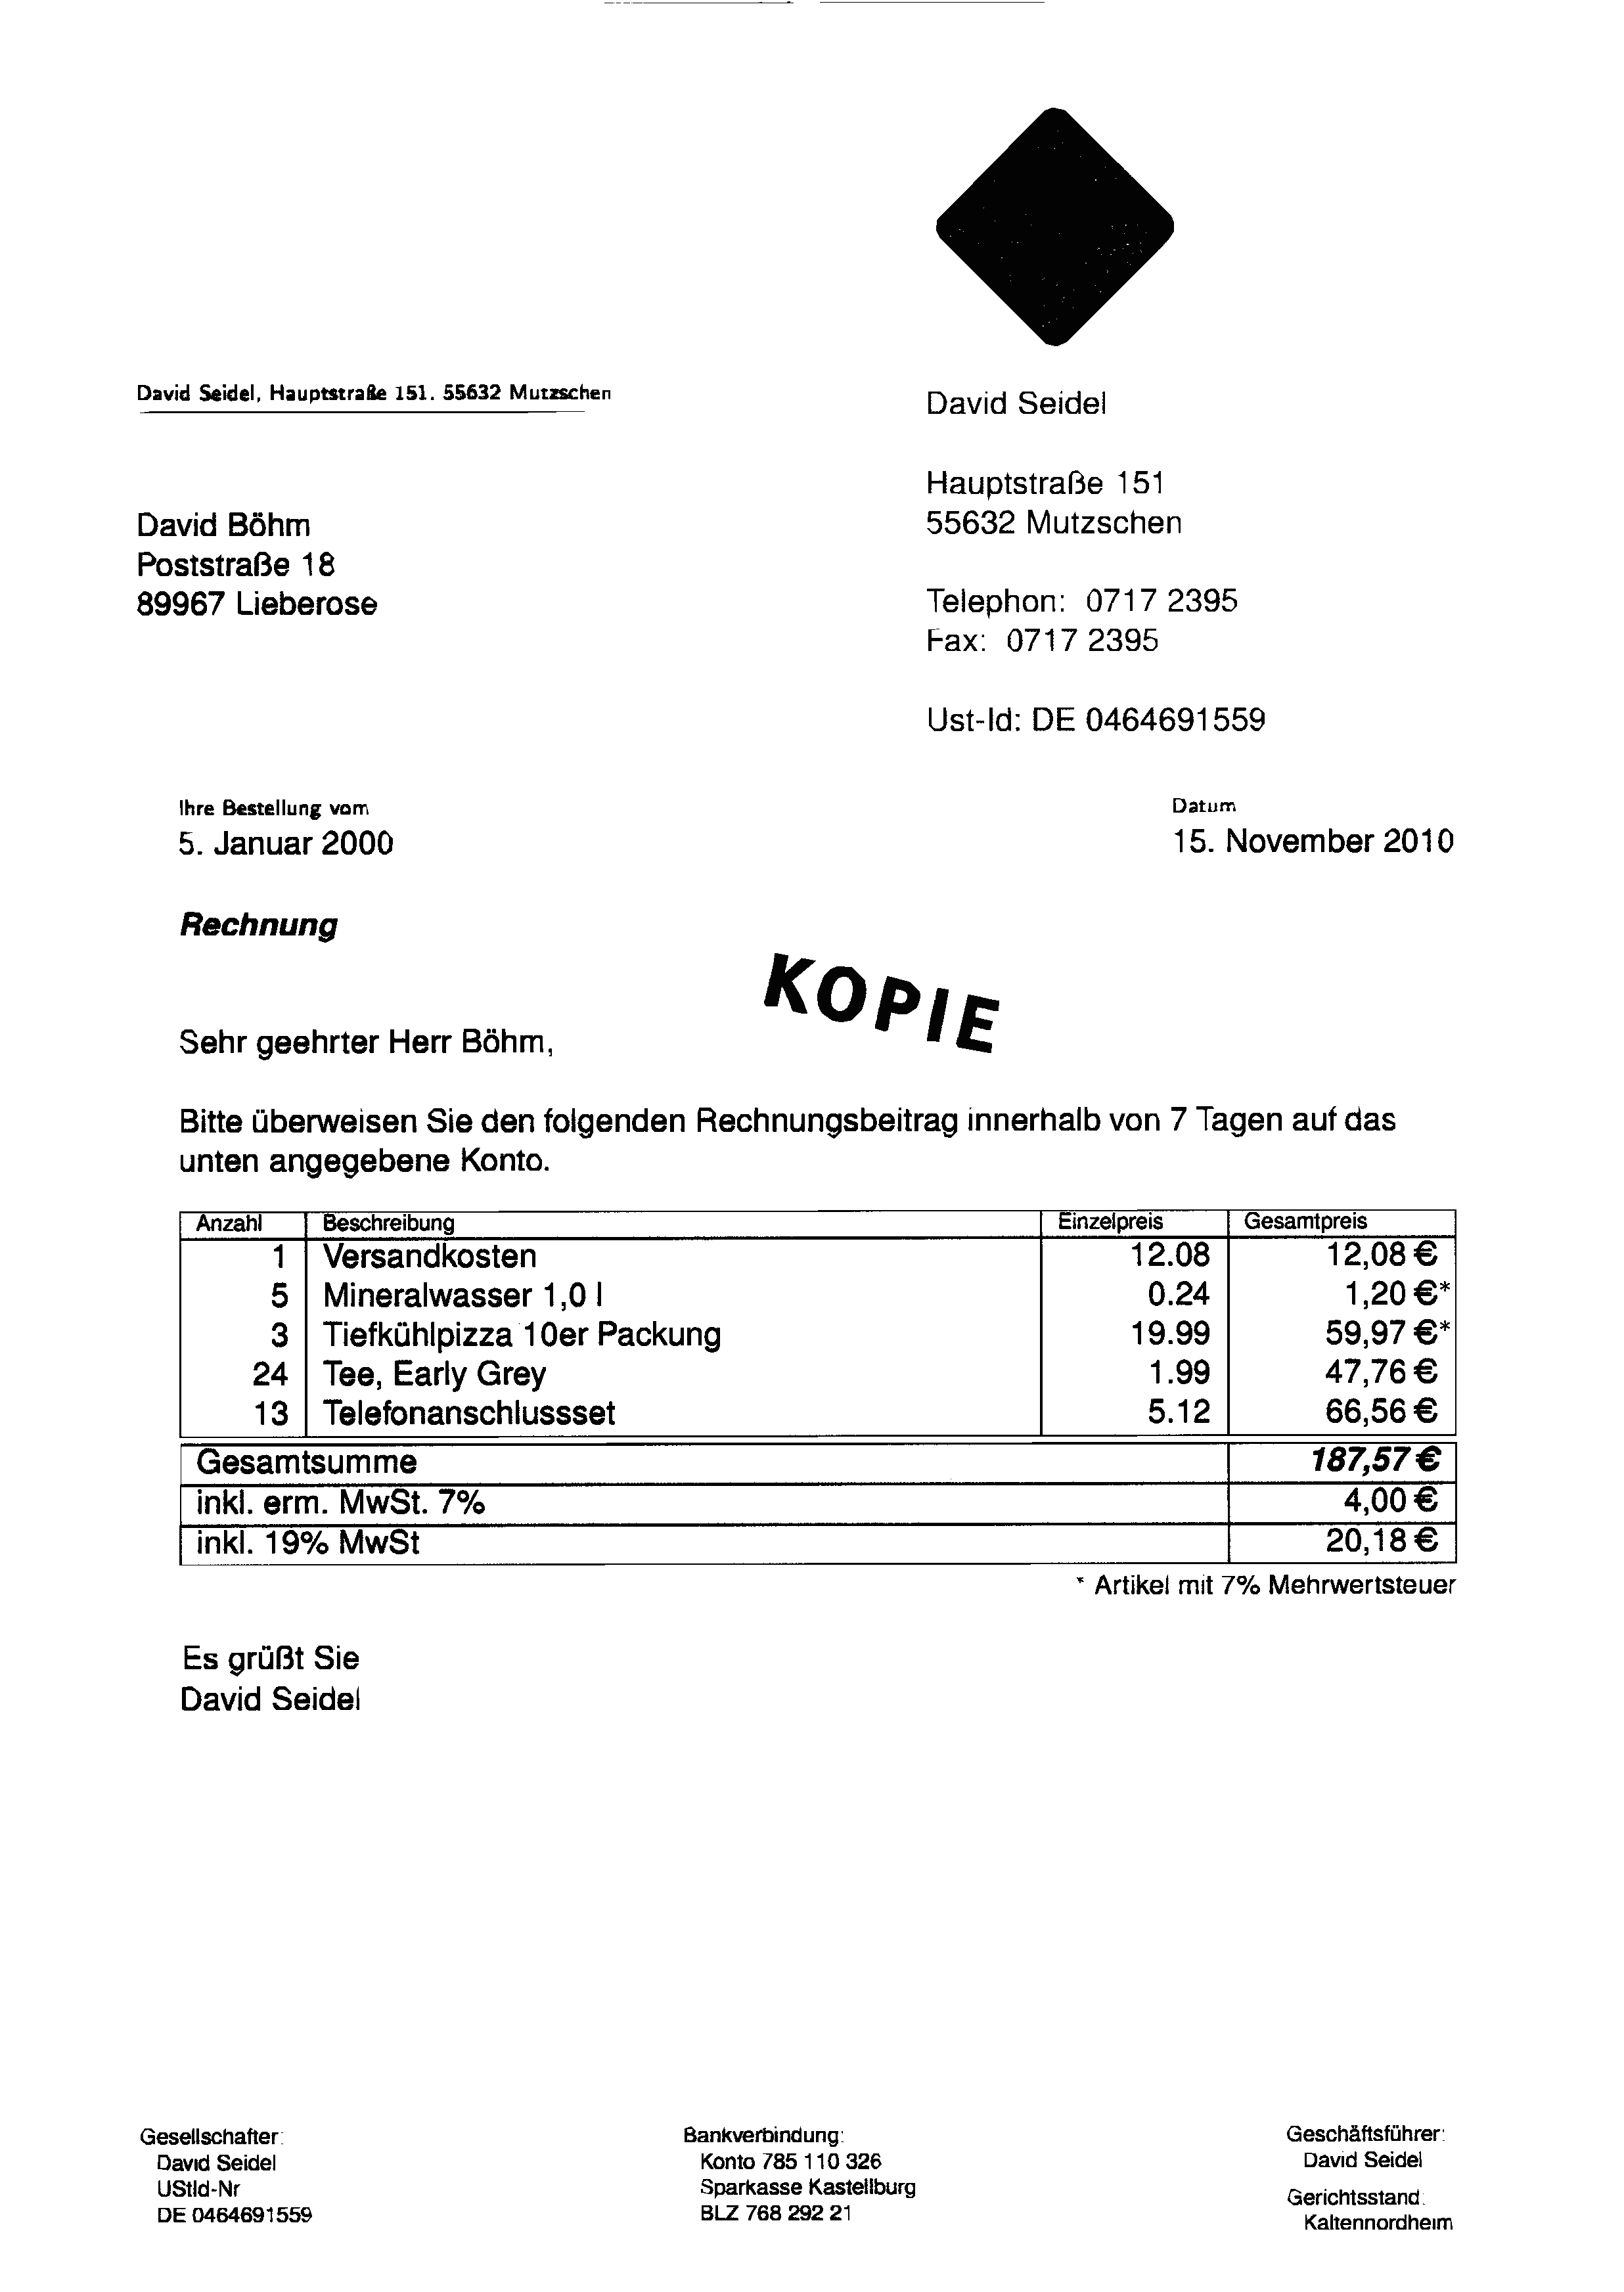 David Seidel, Hauptstraße 151, 55632 Mutzschen
David Seidel
Hauptstraße 151
55632 Mutzschen
David Böhm
Poststraße 18
89967 Lieberose
Telephon: 0717 2395
Fax: 0717 2395
Ust-Id: DE 0464691559
Ihre Bestellung vom
5. Januar 2000
Datum
15. November 2010
Rechnung
KOPIE
Sehr geehrter Herr Böhm,
Bitte überweisen Sie den folgenden Rechnungsbeitrag innerhalb von 7 Tagen auf das
unten angegebene Konto.
Anzahl Beschreibung Einzelpreis Gesamtpreis
1 Versandkosten 12.08 12,08 €
5 Mineralwasser 1,0 l 0.24 1,20 €*
3 Tiefkühlpizza 10er Packung 19.99 59,97 €*
24 Tee, Early Grey 1.99 47,76 €
13 Telefonanschlussset 5.12 66,56 €
Gesamtsumme 187,57 €
inkl. erm. MwSt. 7% 4,00 €
inkl. 19% MwSt 20,18 €
* Artikel mit 7% Mehrwertsteuer
Es grüßt Sie
David Seidel
Gesellschafter:
David Seidel
UStId-Nr
DE 0464691559
Bankverbindung:
Konto 785 110 326
Sparkasse Kastellburg
BLZ 768 292 21
Geschäftsführer:
David Seidel
Gerichtsstand:
Kaltennordheim